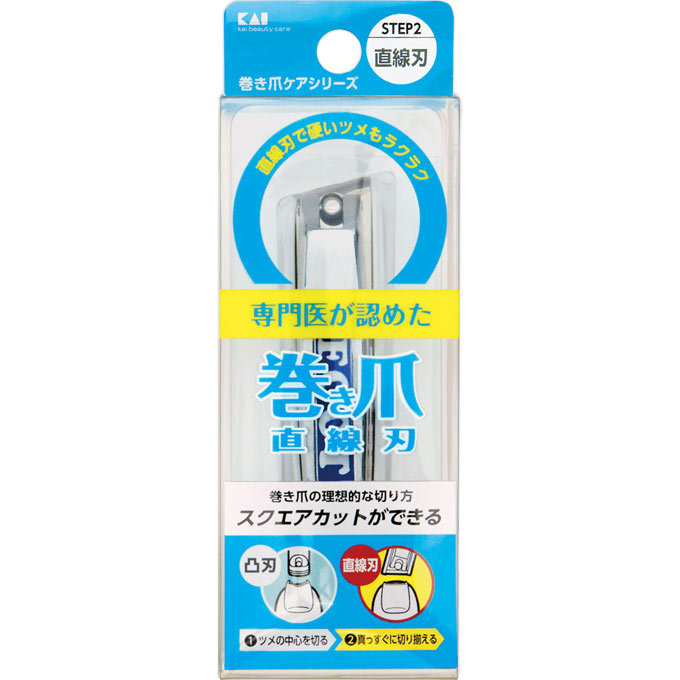 KAI
kai beauty care
STEP2
直線刃
巻き爪ケアシリーズ
直線刃で硬いツメもラクラク
専門医が認めた
巻き爪
直線刃
巻き爪の理想的な切り方
スクエアカットができる
凸刃
直線刃
1 ツメの中心を切る
2 真っすぐに切り揃える